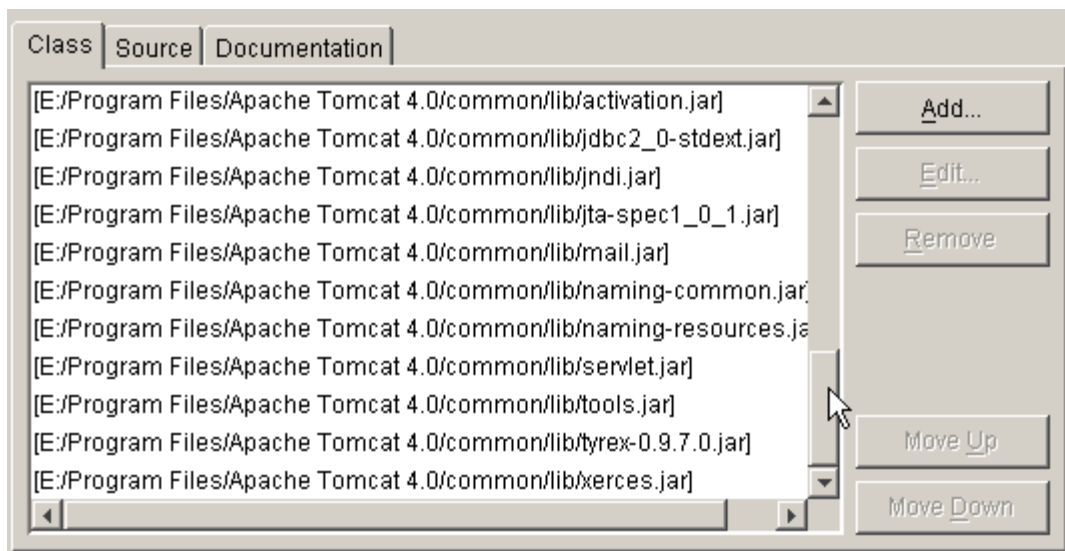 Class Source Documentation
[E:/Program Files/Apache Tomcat 4.0/common/lib/activation.jar]
[E:/Program Files/Apache Tomcat 4.0/common/lib/jdbc2_0-stdext.jar]
[E:/Program Files/Apache Tomcat 4.0/common/lib/jndi.jar]
[E:/Program Files/Apache Tomcat 4.0/common/lib/jta-spec1_0_1.jar]
[E:/Program Files/Apache Tomcat 4.0/common/lib/mail.jar]
[E:/Program Files/Apache Tomcat 4.0/common/lib/naming-common.jar]
[E:/Program Files/Apache Tomcat 4.0/common/lib/naming-resources.ja
[E:/Program Files/Apache Tomcat 4.0/common/lib/servlet.jar]
[E:/Program Files/Apache Tomcat 4.0/common/lib/tools.jar]
[E:/Program Files/Apache Tomcat 4.0/common/lib/tyrex-0.9.7.0.jar]
[E:/Program Files/Apache Tomcat 4.0/common/lib/xerces.jar]
Add...
Edit...
Remove
Move Up
Move Down